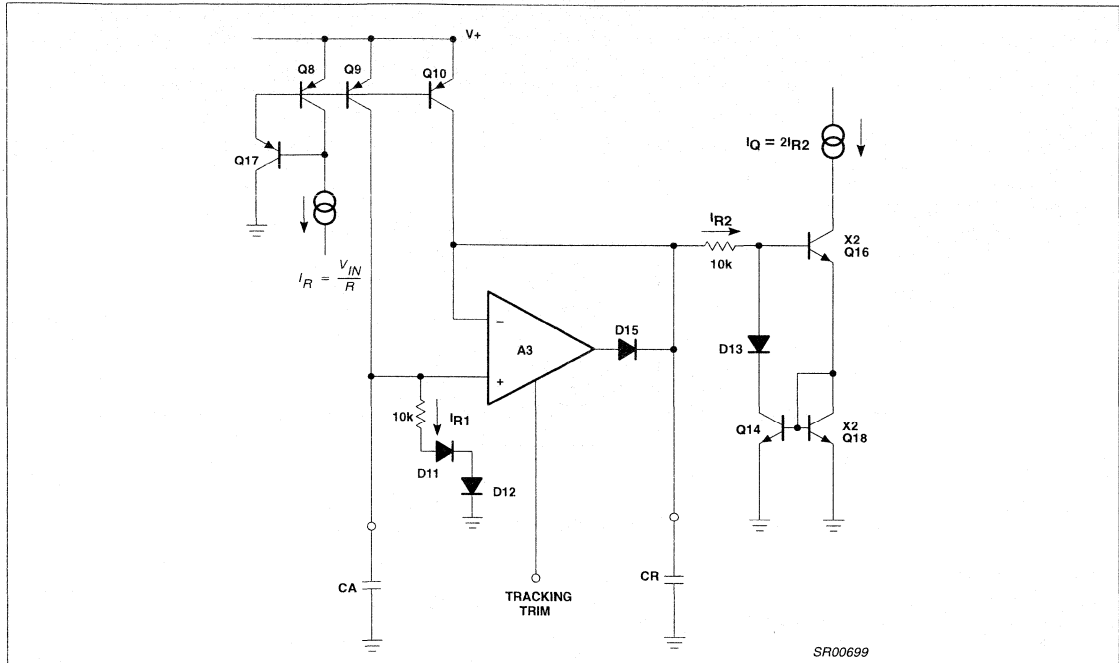 V+
Q8
Q9
Q10
Q17
I_R = V_IN / R
I_Q = 2I_R2
I_R2
10k
X2
Q16
D15
A3
−
+
D13
10k
I_R1
D11
D12
Q14
X2
Q18
CA
CR
TRACKING
TRIM
SR00699